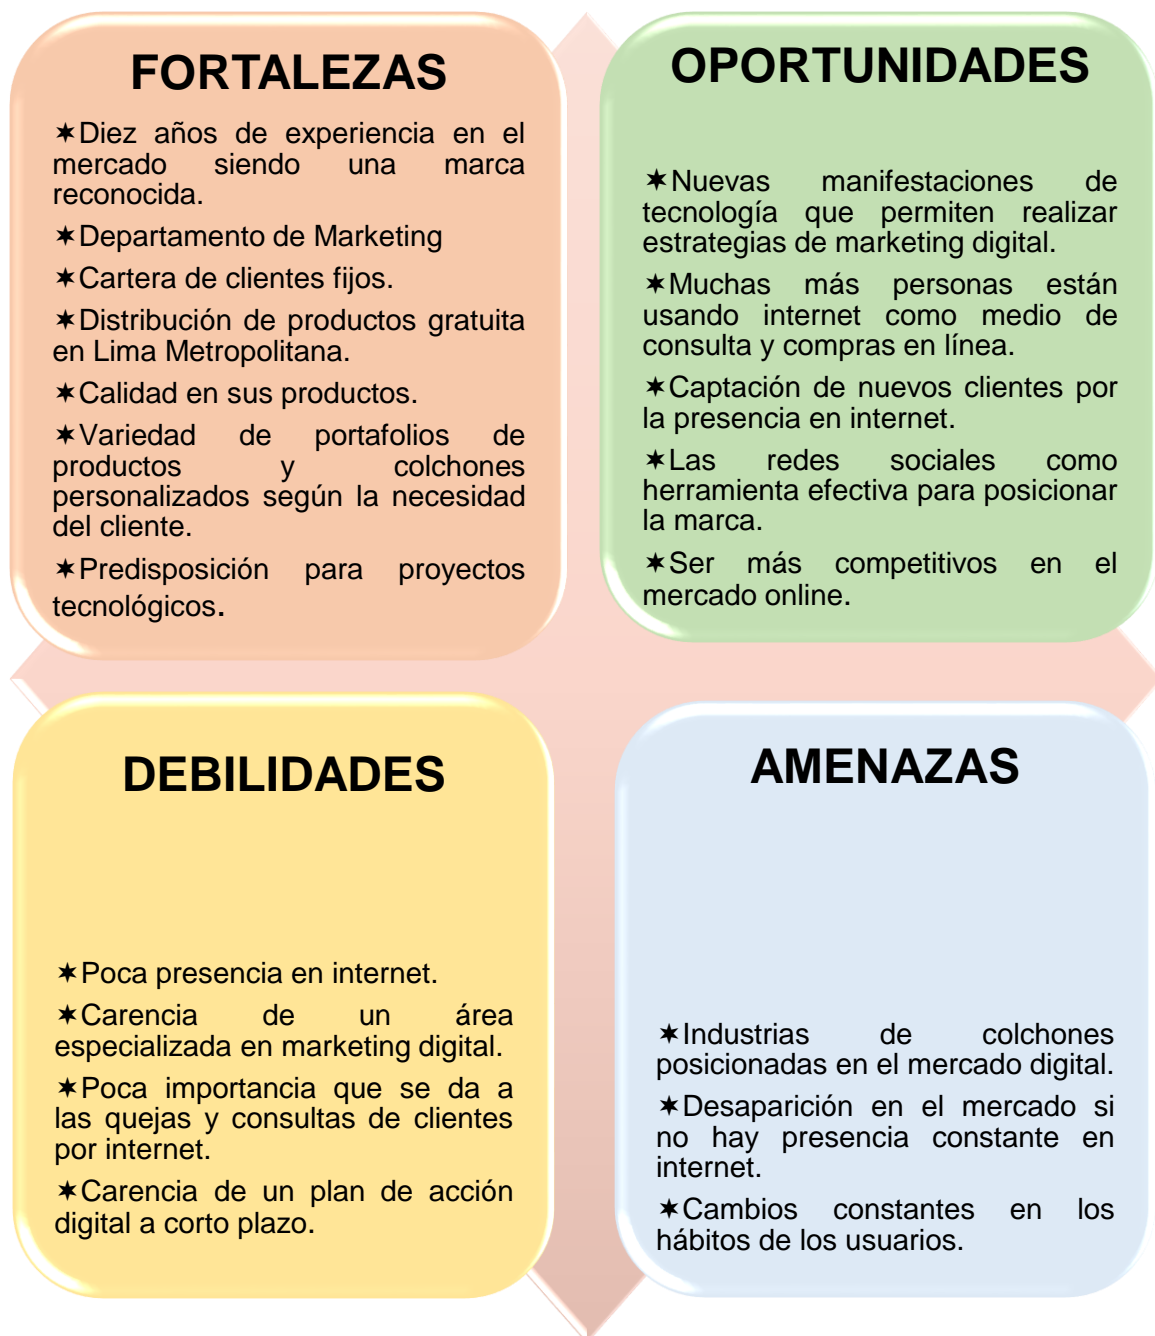 FORTALEZAS
✶Diez años de experiencia en el
mercado siendo una marca
reconocida.
✶Departamento de Marketing
✶Cartera de clientes fijos.
✶Distribución de productos gratuita
en Lima Metropolitana.
✶Calidad en sus productos.
✶Variedad de portafolios de
productos y colchones
personalizados según la necesidad
del cliente.
✶Predisposición para proyectos
tecnológicos.
OPORTUNIDADES
✶Nuevas manifestaciones de
tecnología que permiten realizar
estrategias de marketing digital.
✶Muchas más personas están
usando internet como medio de
consulta y compras en línea.
✶Captación de nuevos clientes por
la presencia en internet.
✶Las redes sociales como
herramienta efectiva para posicionar
la marca.
✶Ser más competitivos en el
mercado online.
DEBILIDADES
✶Poca presencia en internet.
✶Carencia de un área
especializada en marketing digital.
✶Poca importancia que se da a
las quejas y consultas de clientes
por internet.
✶Carencia de un plan de acción
digital a corto plazo.
AMENAZAS
✶Industrias de colchones
posicionadas en el mercado digital.
✶Desaparición en el mercado si
no hay presencia constante en
internet.
✶Cambios constantes en los
hábitos de los usuarios.